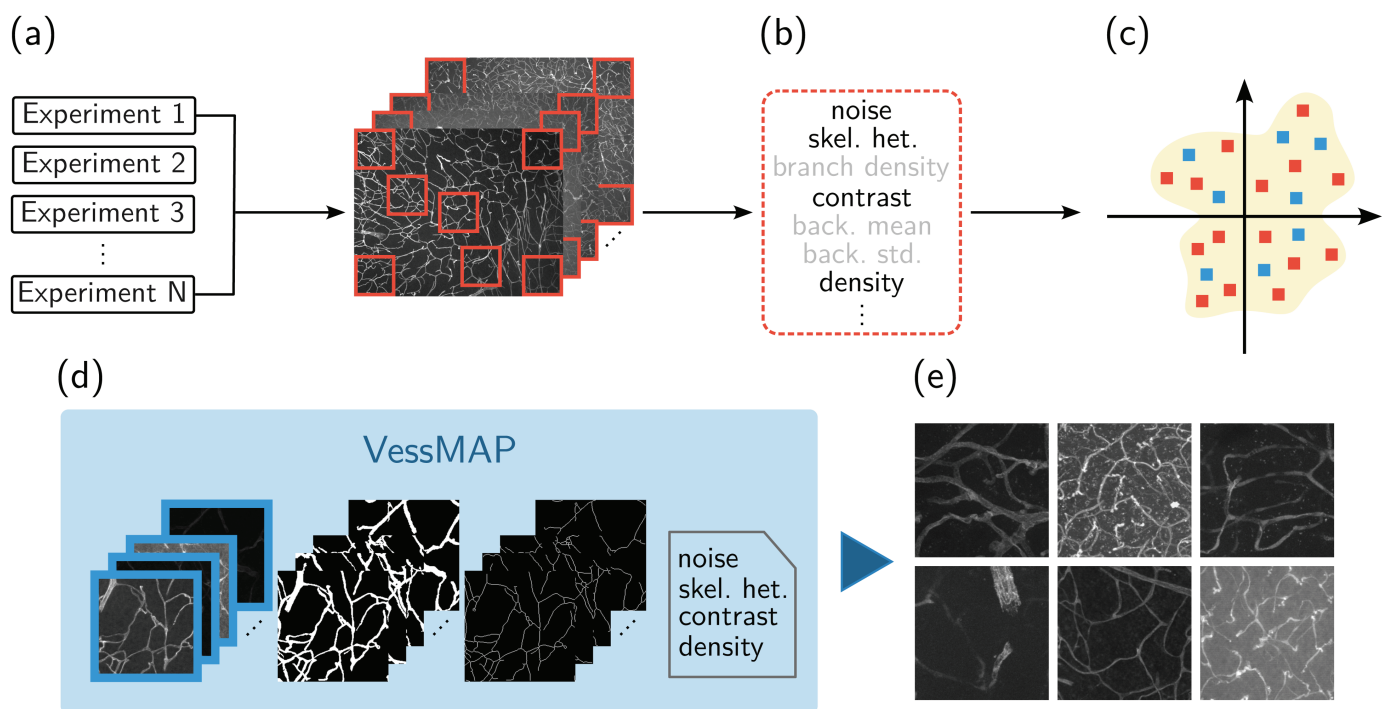 (a)
Experiment 1
Experiment 2
Experiment 3
⋮
Experiment N
(b)
noise
skel. het.
branch density
contrast
back. mean
back. std.
density
⋮
(c)
(d)
VessMAP
noise
skel. het.
contrast
density
(e)